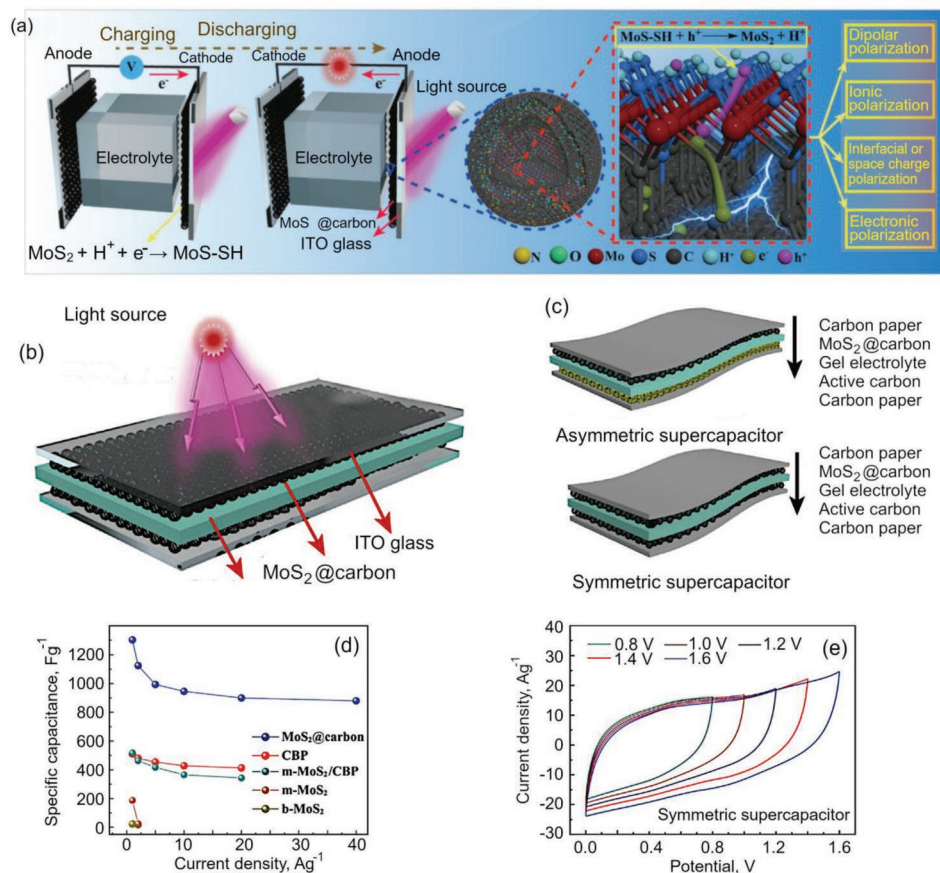 (a)
Charging
Discharging
Anode
V
e⁻
Cathode
Cathode
e⁻
Anode
Light source
Electrolyte
Electrolyte
MoS @carbon
ITO glass
MoS₂ + H⁺ + e⁻ → MoS-SH
MoS-SH + h⁺ → MoS₂ + H⁺
N O Mo S C H⁺ e⁻ h⁺
Dipolar
polarization
Ionic
polarization
Interfacial or
space charge
polarization
Electronic
polarization
(b)
Light source
ITO glass
MoS₂@carbon
(c)
Carbon paper
MoS₂@carbon
Gel electrolyte
Active carbon
Carbon paper
Asymmetric supercapacitor
Carbon paper
MoS₂@carbon
Gel electrolyte
Active carbon
Carbon paper
Symmetric supercapacitor
(d)
Specific capacitance, Fg⁻¹
1200
1000
800
600
400
200
0
MoS₂@carbon
CBP
m-MoS₂/CBP
m-MoS₂
b-MoS₂
0 10 20 30 40
Current density, Ag⁻¹
(e)
Current density, Ag⁻¹
40
30
20
10
0
-10
-20
-30
0.8 V 1.0 V 1.2 V
1.4 V 1.6 V
Symmetric supercapacitor
0.0 0.4 0.8 1.2 1.6
Potential, V